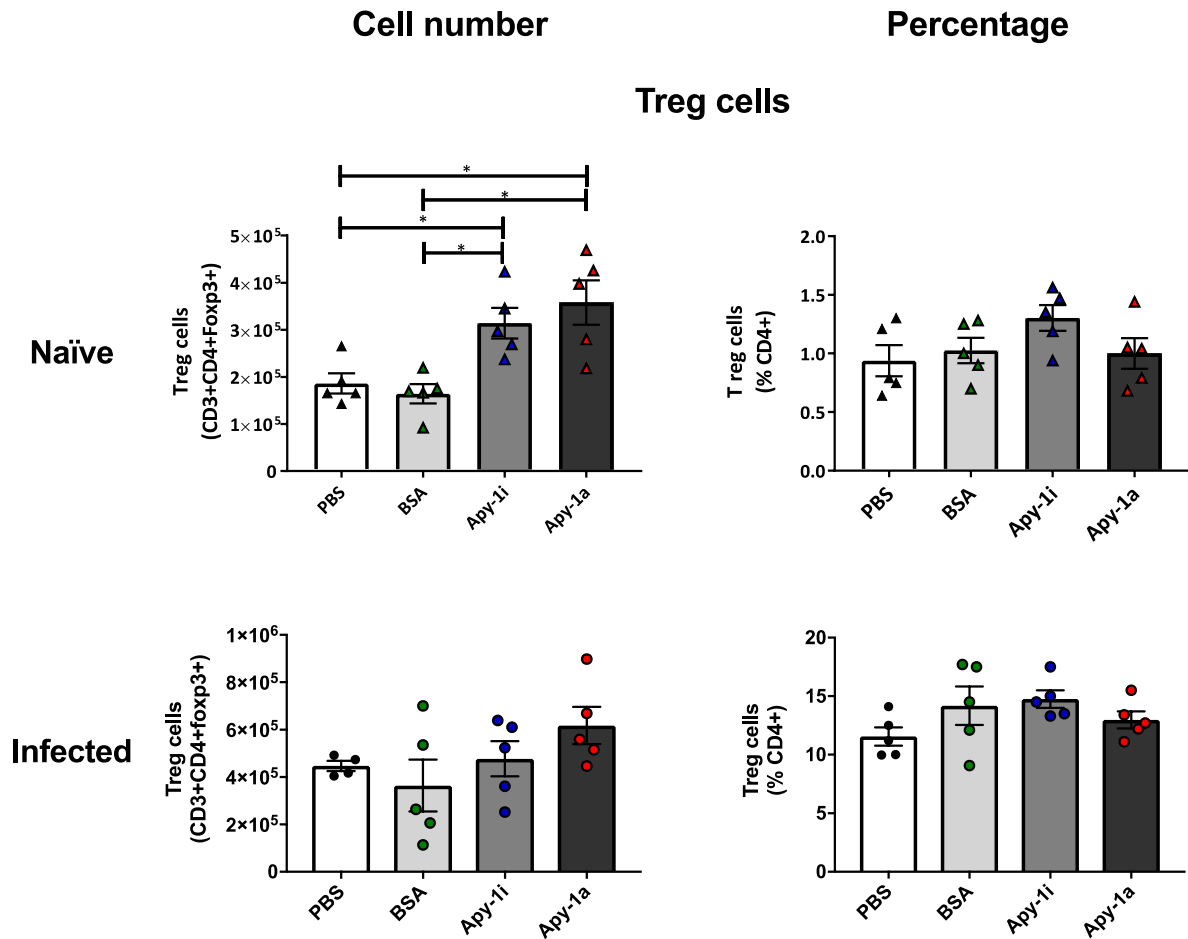 Cell number
Percentage
Treg cells
Naïve
Treg cells
(CD3+CD4+Foxp3+)
5×10⁵
4×10⁵
3×10⁵
2×10⁵
1×10⁵
0
*
*
*
*
PBS
BSA
Apy-1i
Apy-1a
T reg cells
(% CD4+)
2.0
1.5
1.0
0.5
0.0
PBS
BSA
Apy-1i
Apy-1a
Infected
Treg cells
(CD3+CD4+foxp3+)
1×10⁶
8×10⁵
6×10⁵
4×10⁵
2×10⁵
0
PBS
BSA
Apy-1i
Apy-1a
Treg cells
(% CD4+)
20
15
10
5
0
PBS
BSA
Apy-1i
Apy-1a